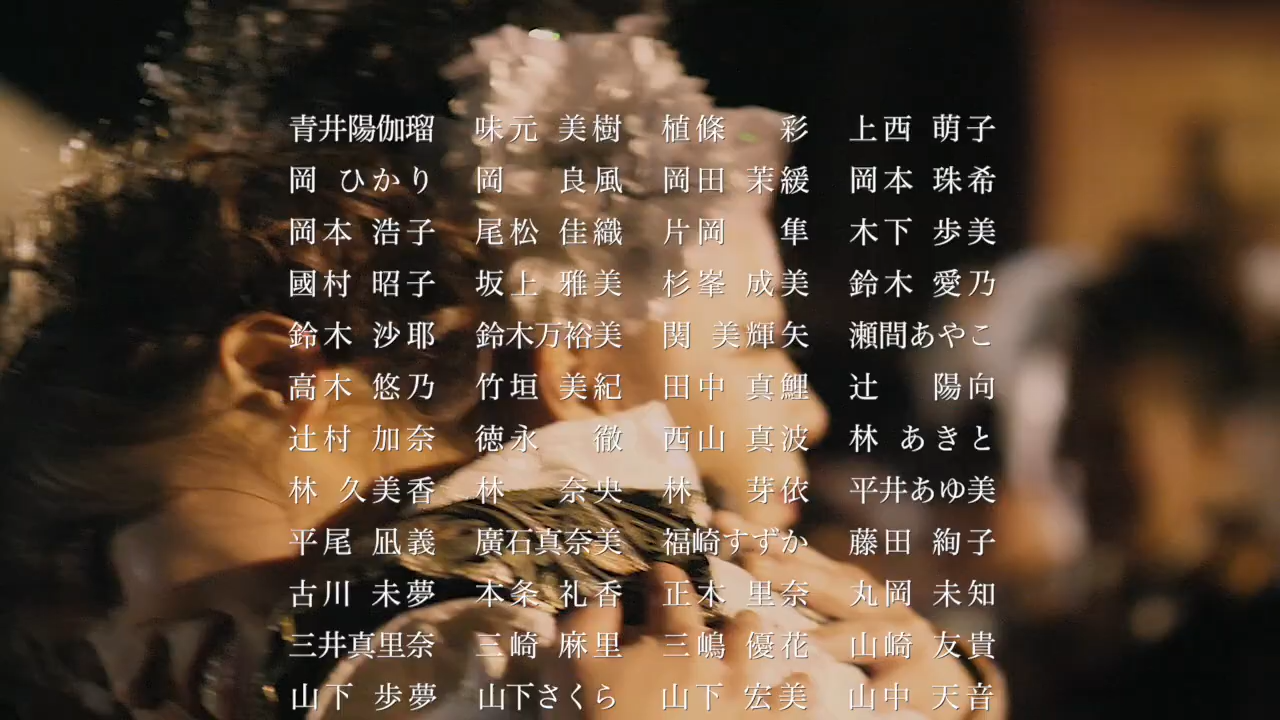 青井陽伽瑠 味元 美樹 植條 彩 上西 萌子
岡 ひかり 岡 良風 岡田 茉緩 岡本 珠希
岡本 浩子 尾松 佳織 片岡 隼 木下 歩美
國村 昭子 坂上 雅美 杉峯 成美 鈴木 愛乃
鈴木 沙耶 鈴木万裕美 関 美輝矢 瀬間あやこ
高木 悠乃 竹垣 美紀 田中 真鯉 辻 陽向
辻村 加奈 徳永 徹 西山 真波 林 あきと
林 久美香 林 奈央 林 芽依 平井あゆ美
平尾 凪義 廣石真奈美 福崎すずか 藤田 絢子
古川 未夢 本条 礼香 正木 里奈 丸岡 未知
三井真里奈 三崎 麻里 三嶋 優花 山崎 友貴
山下 歩夢 山下さくら 山下 宏美 山中 天音